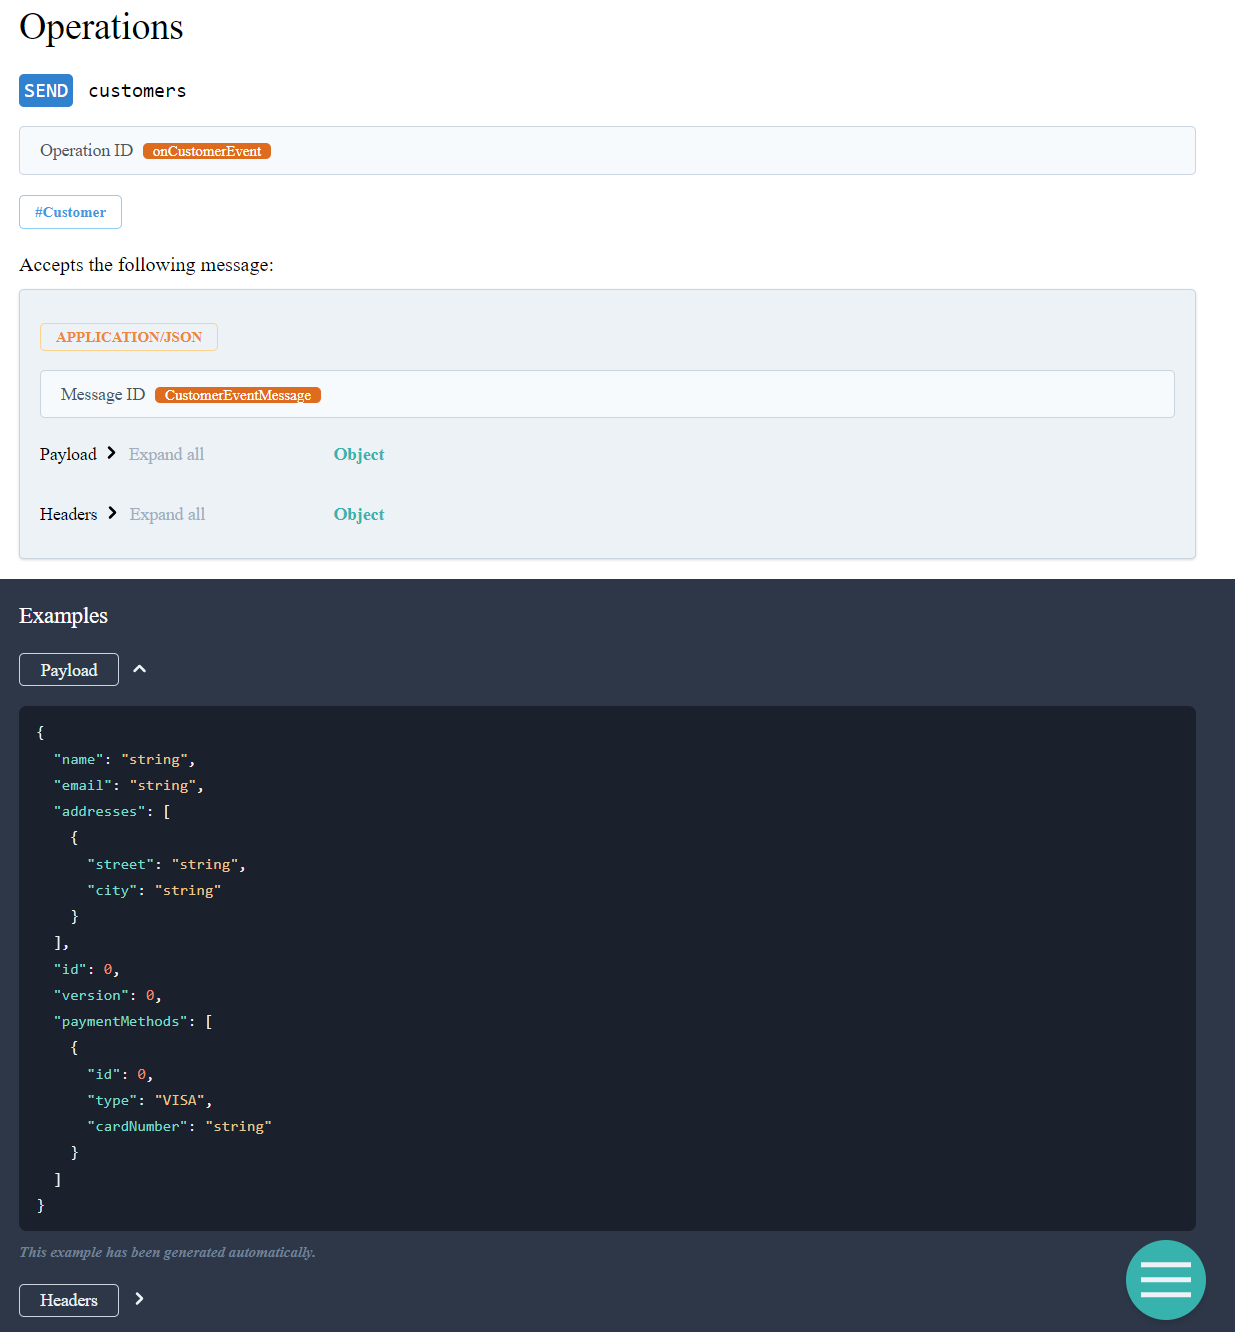 Operations
SEND customers
Operation ID onCustomerEvent
#Customer
Accepts the following message:
APPLICATION/JSON
Message ID CustomerEventMessage
Payload Expand all Object
Headers Expand all Object
Examples
Payload
{
  "name": "string",
  "email": "string",
  "addresses": [
    {
      "street": "string",
      "city": "string"
    }
  ],
  "id": 0,
  "version": 0,
  "paymentMethods": [
    {
      "id": 0,
      "type": "VISA",
      "cardNumber": "string"
    }
  ]
}
This example has been generated automatically.
Headers